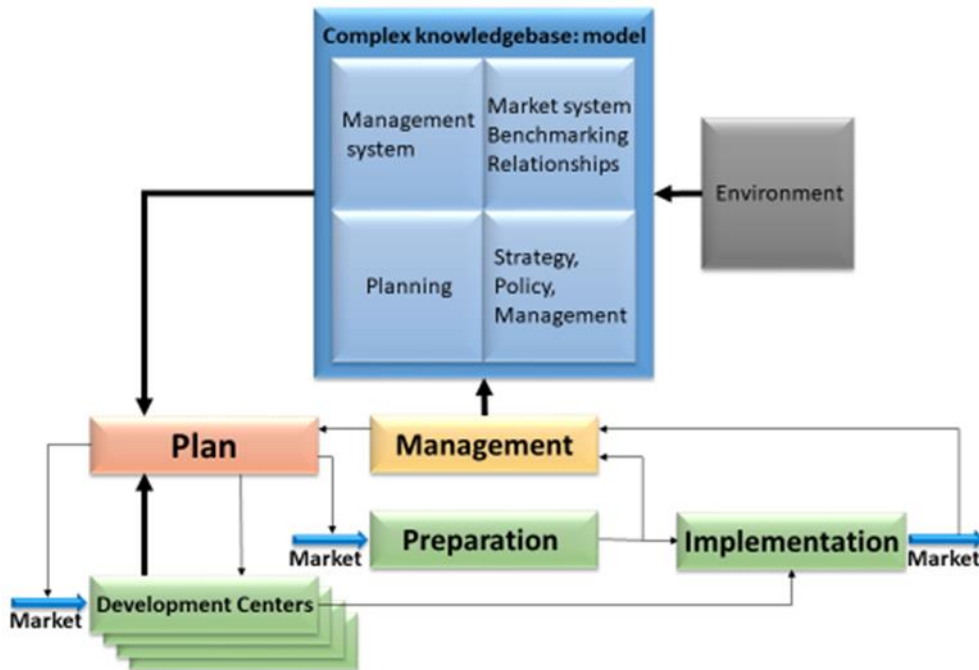 Complex knowledgebase: model
Management
system
Market system
Benchmarking
Relationships
Environment
Planning
Strategy,
Policy,
Management
Plan
Management
Market
Preparation
Implementation
Market
Market
Development Centers